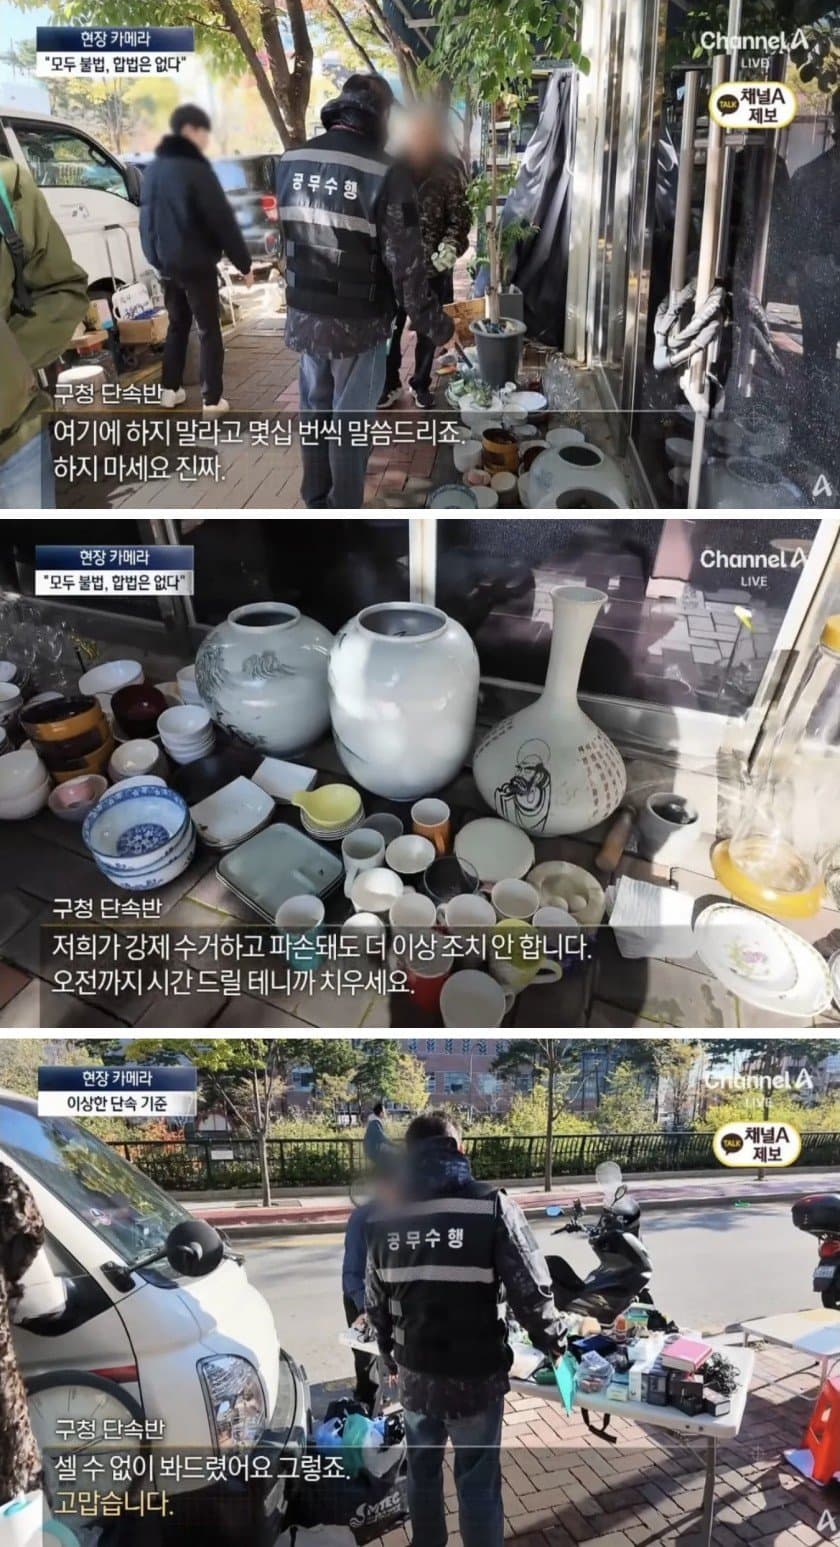 현장 카메라
"모두 불법, 합법은 없다"
Channel A
LIVE
TALK
채널A
제보
공무수행
구청 단속반
여기에 하지 말라고 몇십 번씩 말씀드리죠.
하지 마세요 진짜.
현장 카메라
"모두 불법, 합법은 없다"
Channel A
LIVE
구청 단속반
저희가 강제 수거하고 파손돼도 더 이상 조치 안 합니다.
오전까지 시간 드릴 테니까 치우세요.
현장 카메라
이상한 단속 기준
Channel A
LIVE
TALK
채널A
제보
공무수행
구청 단속반
셀 수 없이 봐드렸어요 그렇죠.
고맙습니다.